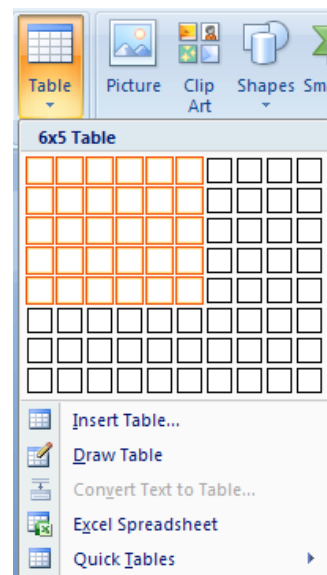 Table Picture Clip Art Shapes Sm
6x5 Table
Insert Table...
Draw Table
Convert Text to Table...
Excel Spreadsheet
Quick Tables